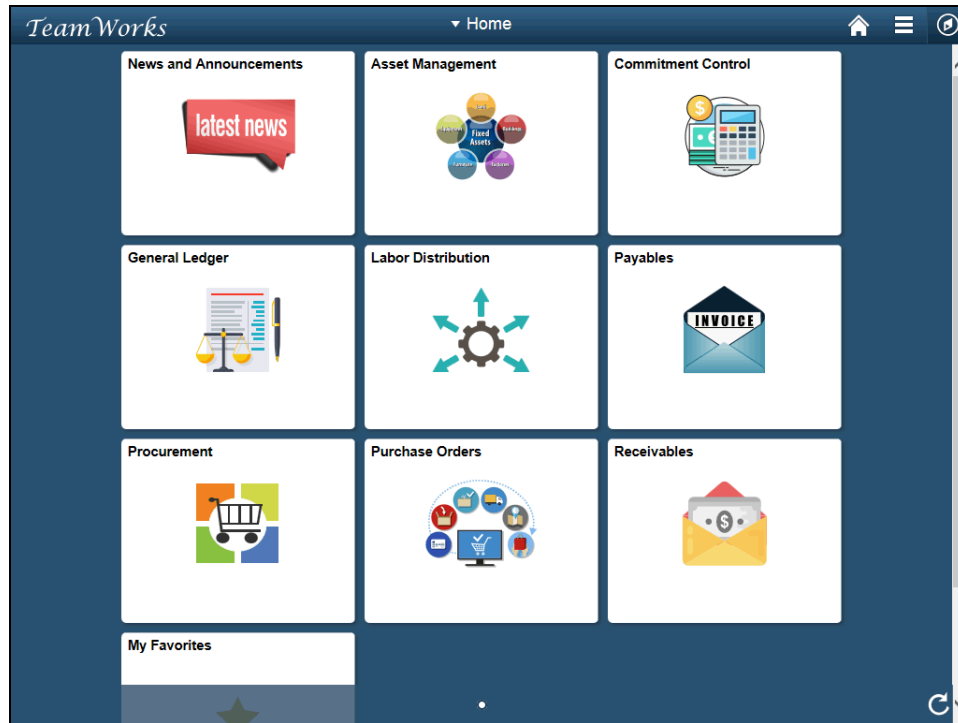 TeamWorks
Home
News and Announcements
Asset Management
Commitment Control
latest news
Fixed
Assets
General Ledger
Labor Distribution
Payables
INVOICE
Procurement
Purchase Orders
Receivables
My Favorites